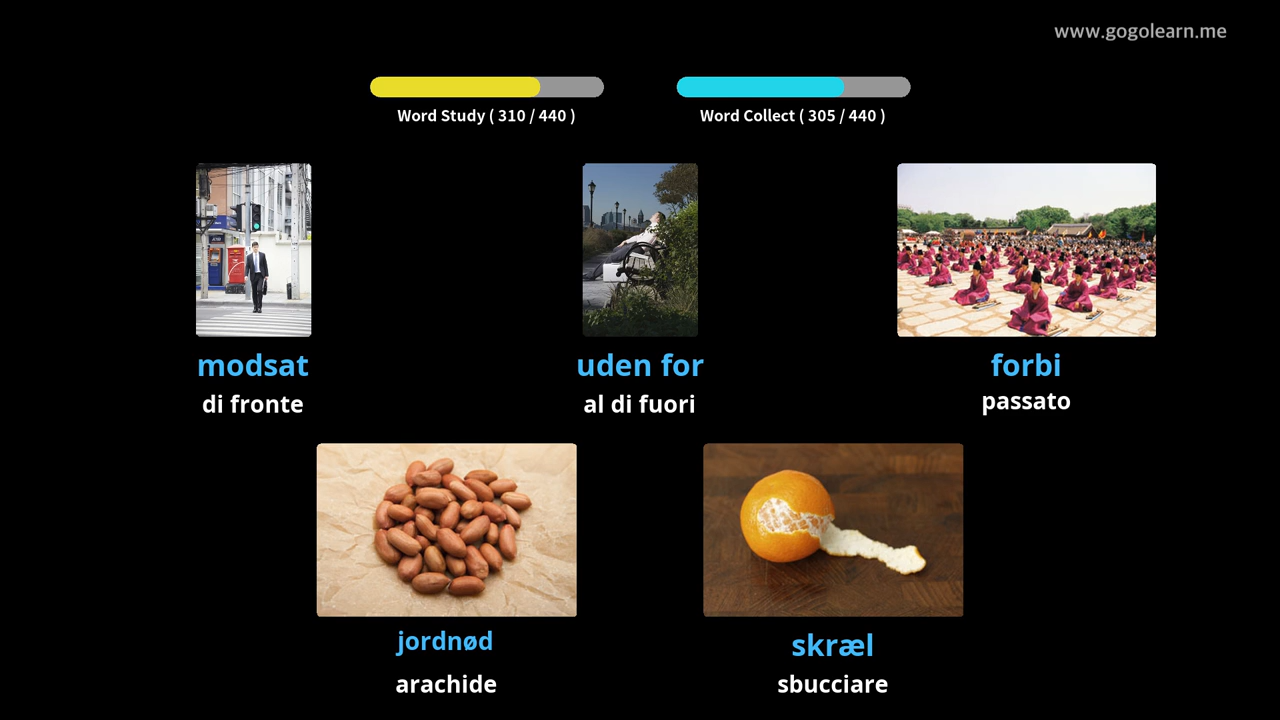 www.gogolearn.me
Word Study ( 310 / 440 )
Word Collect ( 305 / 440 )
modsat
di fronte
uden for
al di fuori
forbi
passato
jordnød
arachide
skræl
sbucciare